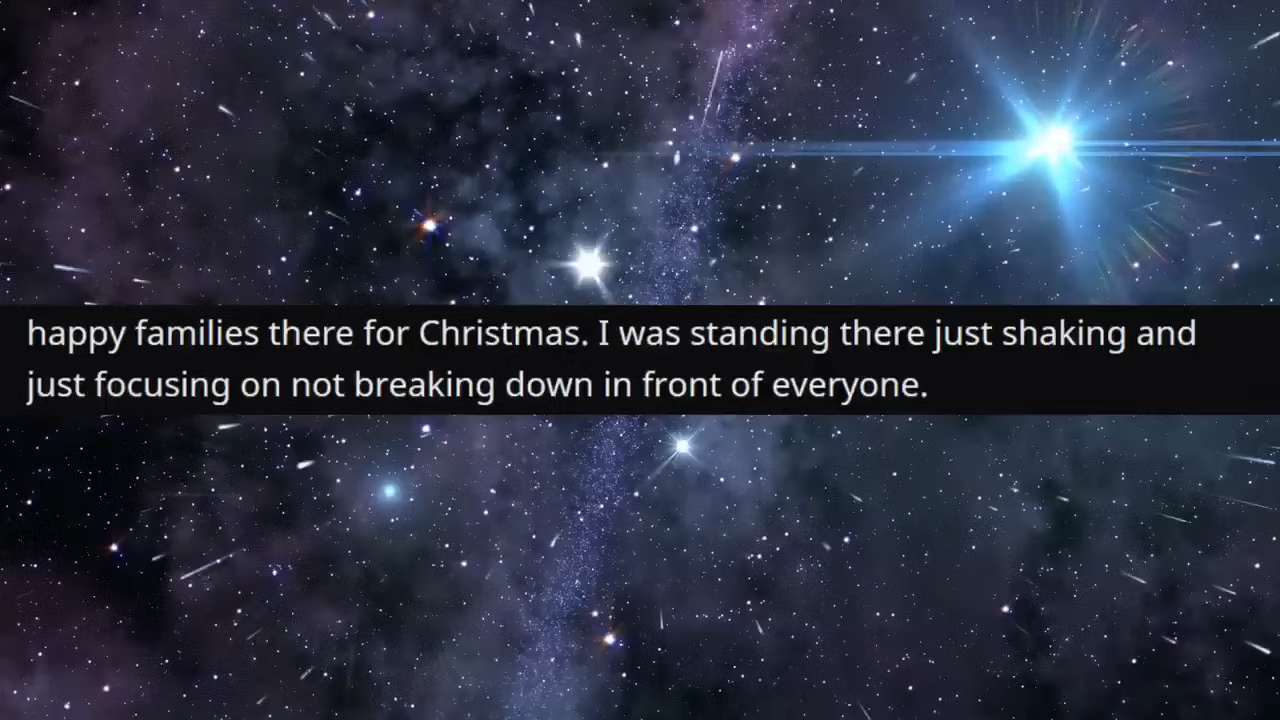 happy families there for Christmas. I was standing there just shaking and
just focusing on not breaking down in front of everyone.